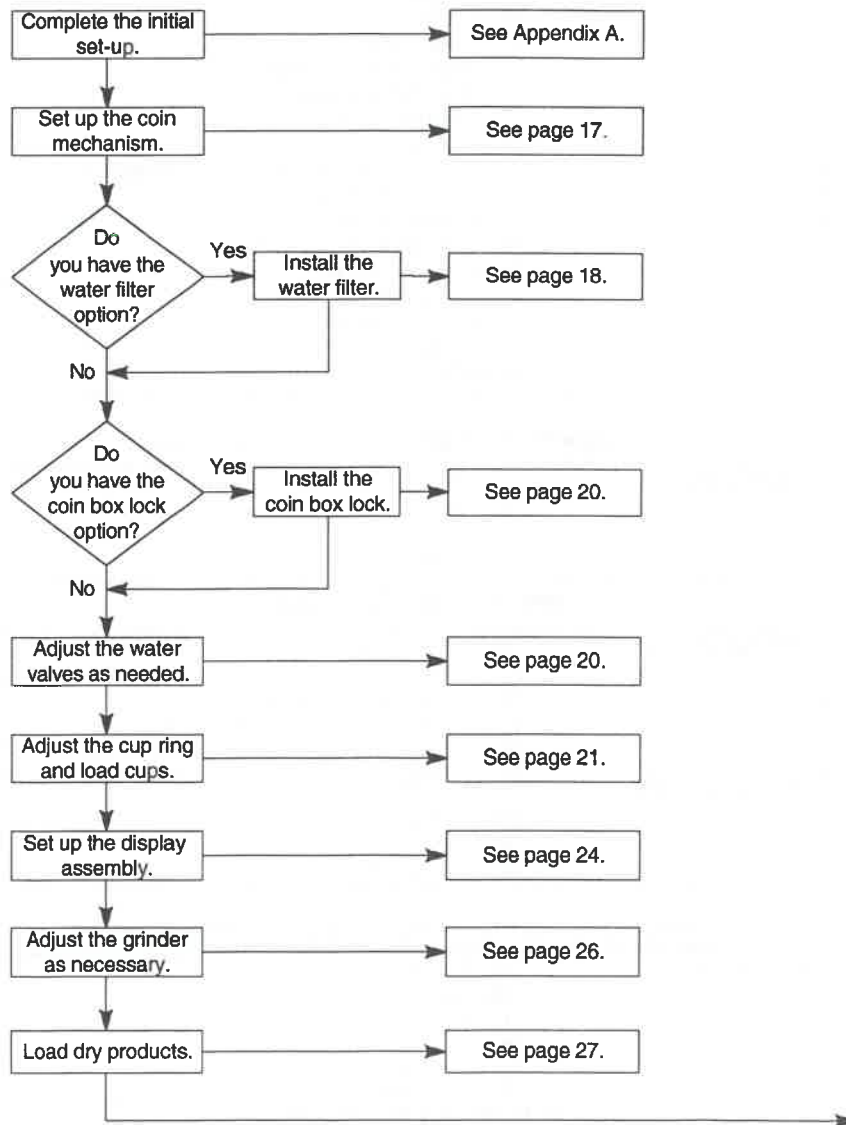 Complete the initial
set-up.
See Appendix A.
Set up the coin
mechanism.
See page 17.
Do
you have the
water filter
option?
Yes
Install the
water filter.
See page 18.
No
Do
you have the
coin box lock
option?
Yes
Install the
coin box lock.
See page 20.
No
Adjust the water
valves as needed.
See page 20.
Adjust the cup ring
and load cups.
See page 21.
Set up the display
assembly.
See page 24.
Adjust the grinder
as necessary.
See page 26.
Load dry products.
See page 27.